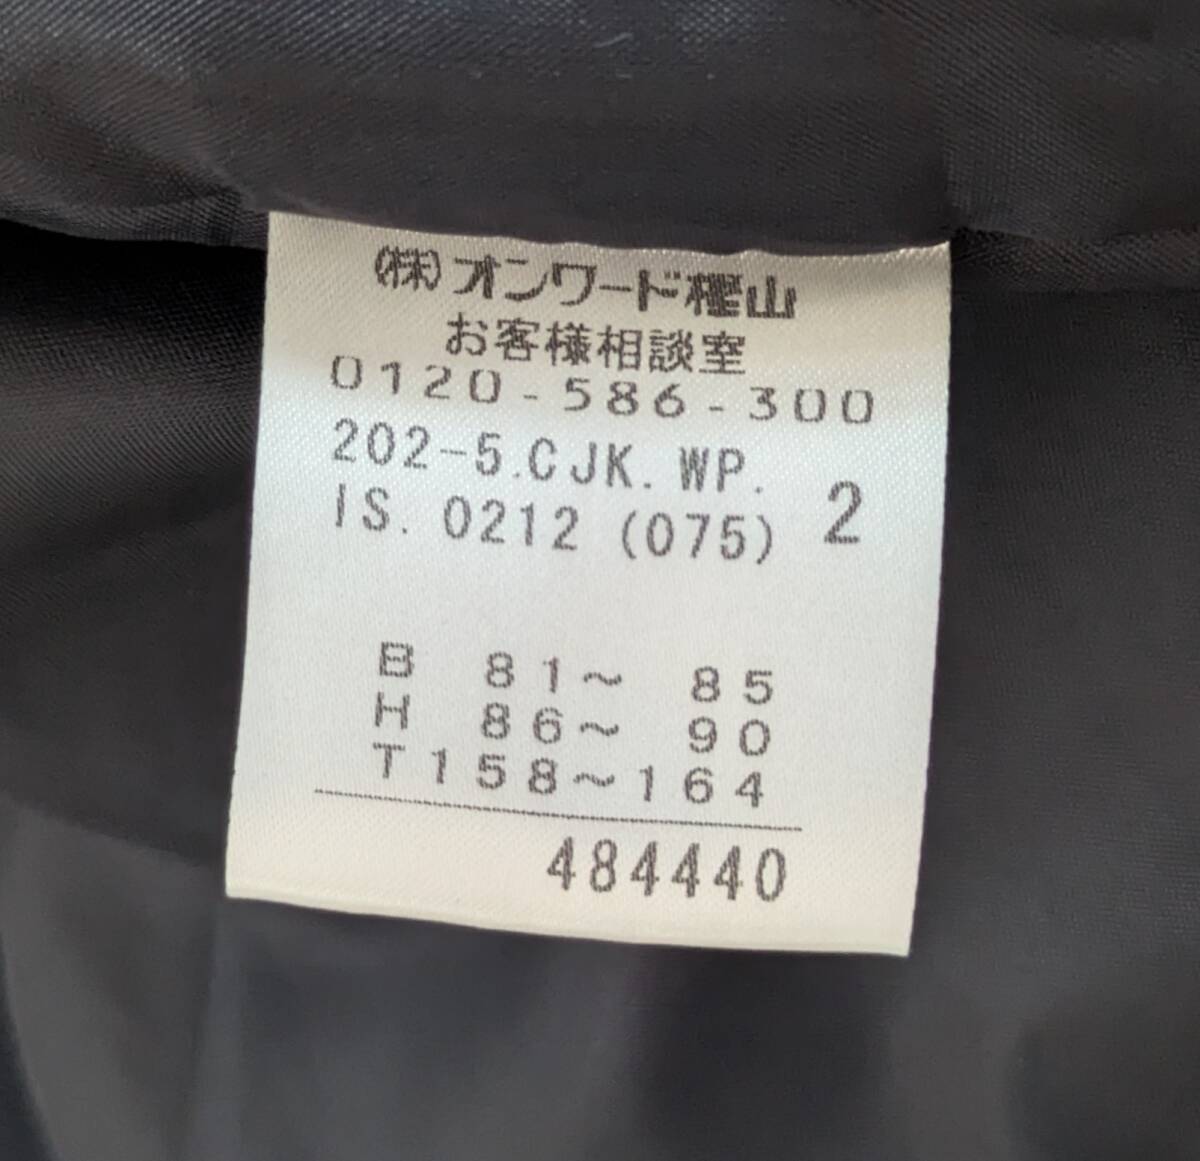 (株)オンワード樫山
お客様相談室
0120-586-300
202-5.CJK.WP.
IS.0212(075) 2
B 81～ 85
H 86～ 90
T158～164
484440